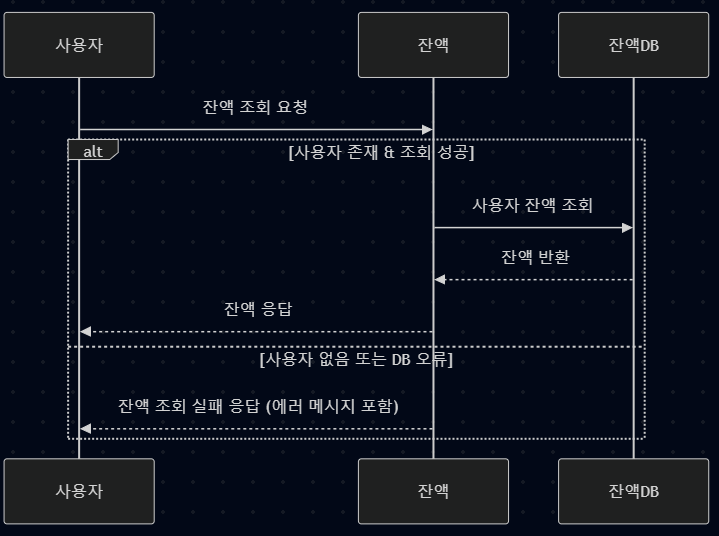 사용자 잔액 잔액DB
잔액 조회 요청
alt [사용자 존재 & 조회 성공]
사용자 잔액 조회
잔액 반환
잔액 응답
[사용자 없음 또는 DB 오류]
잔액 조회 실패 응답 (에러 메시지 포함)
사용자 잔액 잔액DB